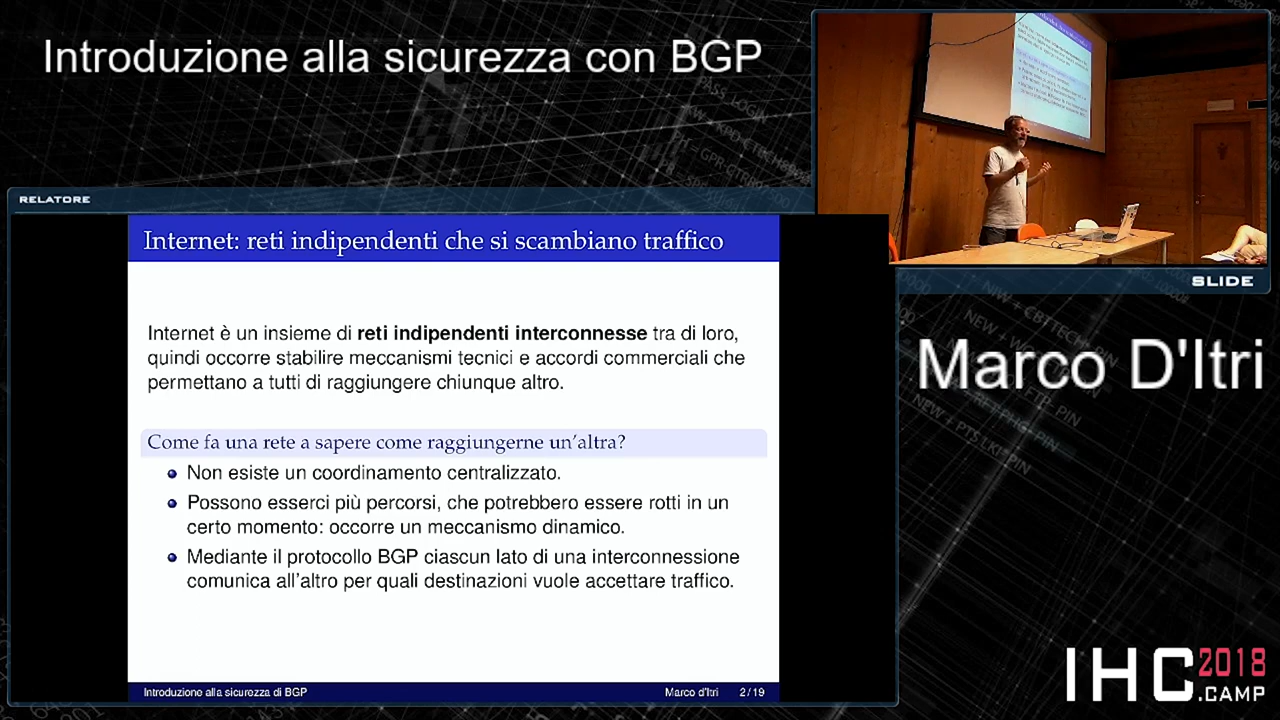 Introduzione alla sicurezza con BGP
RELATORE
Internet: reti indipendenti che si scambiano traffico
Internet è un insieme di reti indipendenti interconnesse tra di loro,
quindi occorre stabilire meccanismi tecnici e accordi commerciali che
permettano a tutti di raggiungere chiunque altro.
Come fa una rete a sapere come raggiungerne un'altra?
Non esiste un coordinamento centralizzato.
Possono esserci più percorsi, che potrebbero essere rotti in un
certo momento: occorre un meccanismo dinamico.
Mediante il protocollo BGP ciascun lato di una interconnessione
comunica all'altro per quali destinazioni vuole accettare traffico.
Introduzione alla sicurezza di BGP
Marco d'Itri
2/19
SLIDE
Marco D'Itri
IHC 2018
.CAMP